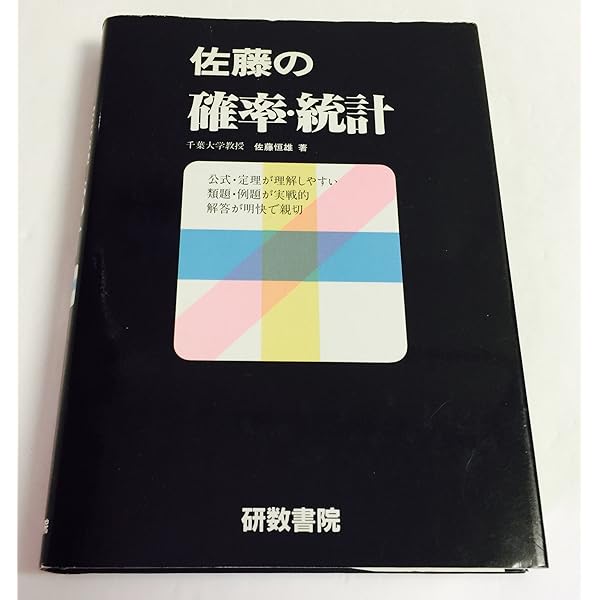 佐藤の
確率・統計
千葉大学教授 佐藤恒雄 著
公式・定理が理解しやすい
類題・例題が実戦的
解答が明快で親切
研数書院